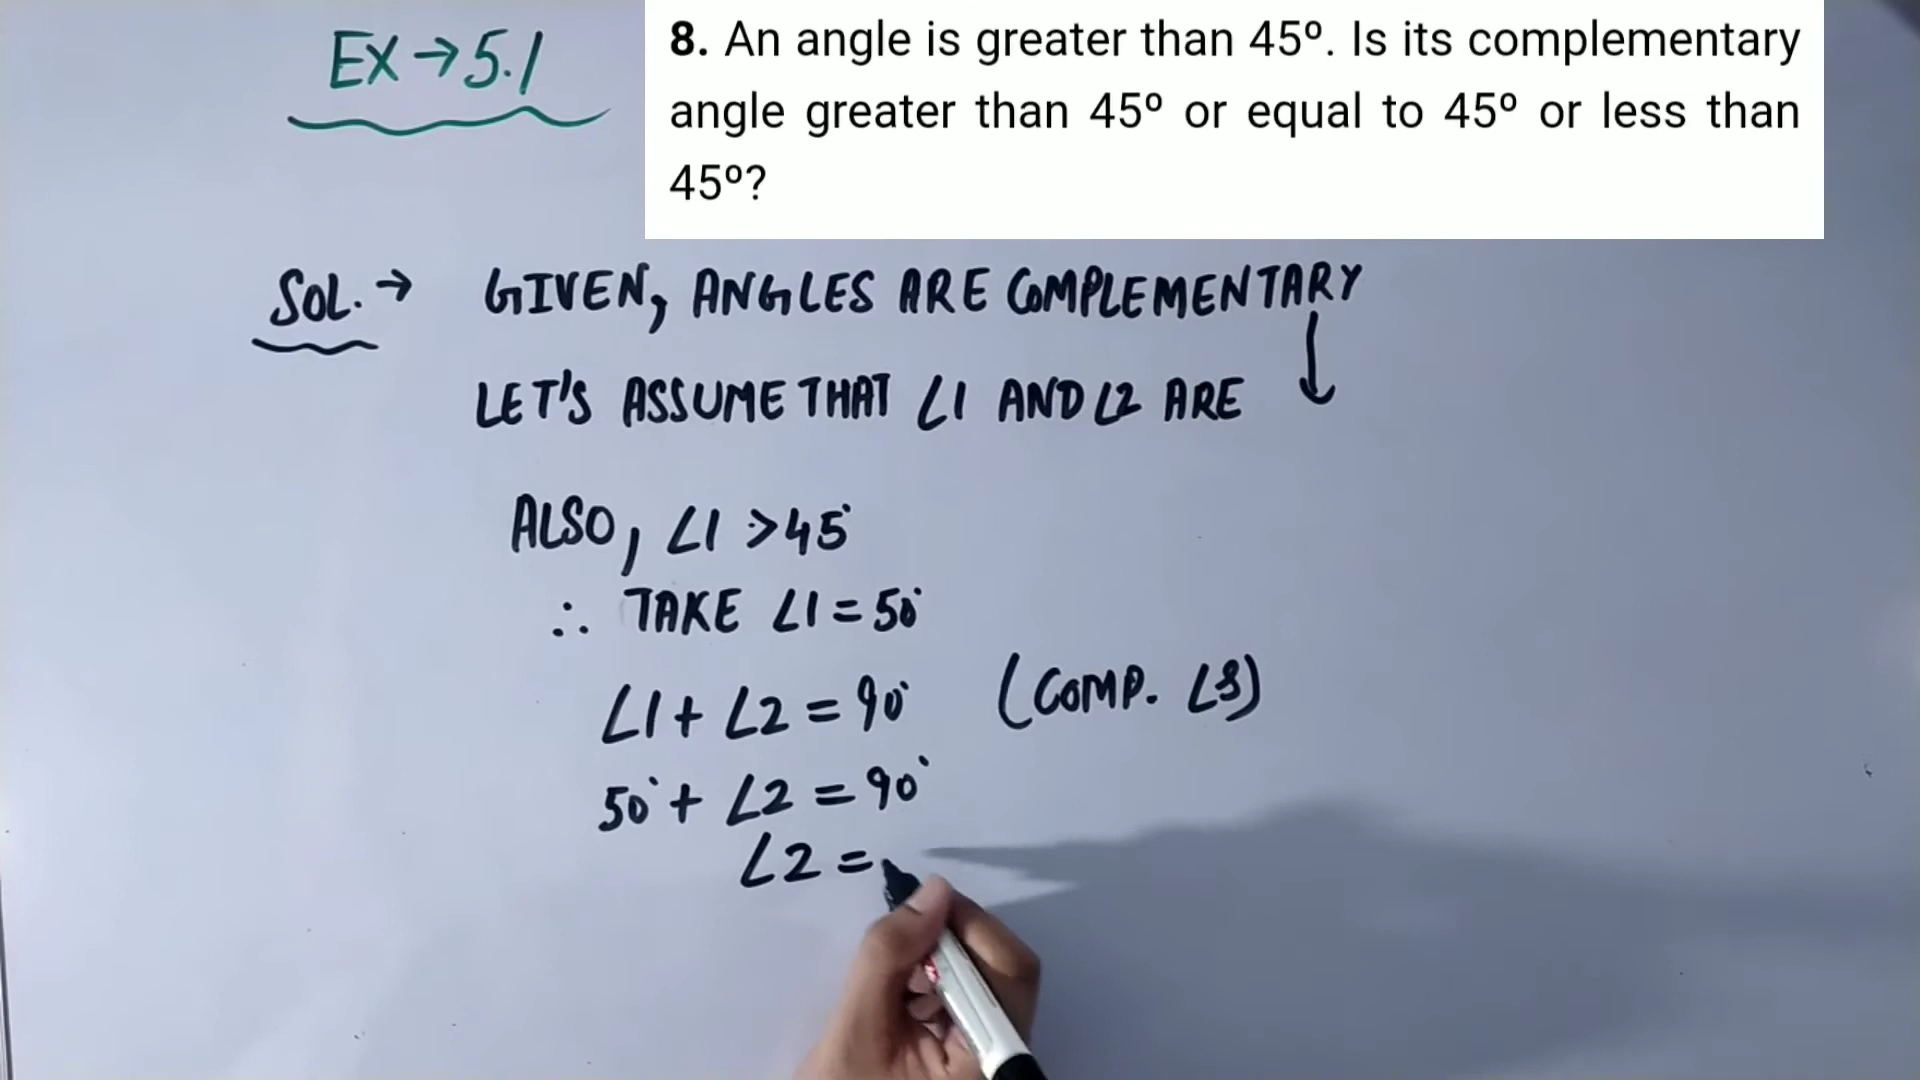 EX → 5.1
8. An angle is greater than 45º. Is its complementary
angle greater than 45º or equal to 45º or less than
45º?
SOL. → GIVEN, ANGLES ARE COMPLEMENTARY
LET'S ASSUME THAT ∠1 AND ∠2 ARE ↓
ALSO, ∠1 > 45°
∴ TAKE ∠1 = 50°
∠1 + ∠2 = 90° (COMP. ∠S)
50° + ∠2 = 90°
∠2 =